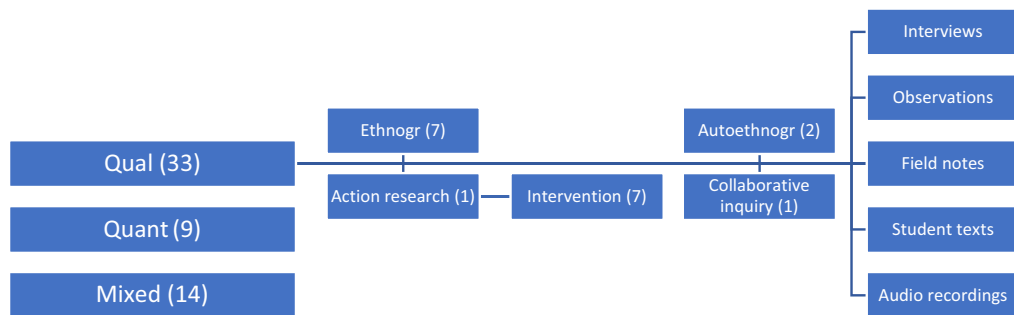 Qual (33)
Quant (9)
Mixed (14)
Ethnogr (7)
Action research (1)
Intervention (7)
Autoethnogr (2)
Collaborative
inquiry (1)
Interviews
Observations
Field notes
Student texts
Audio recordings